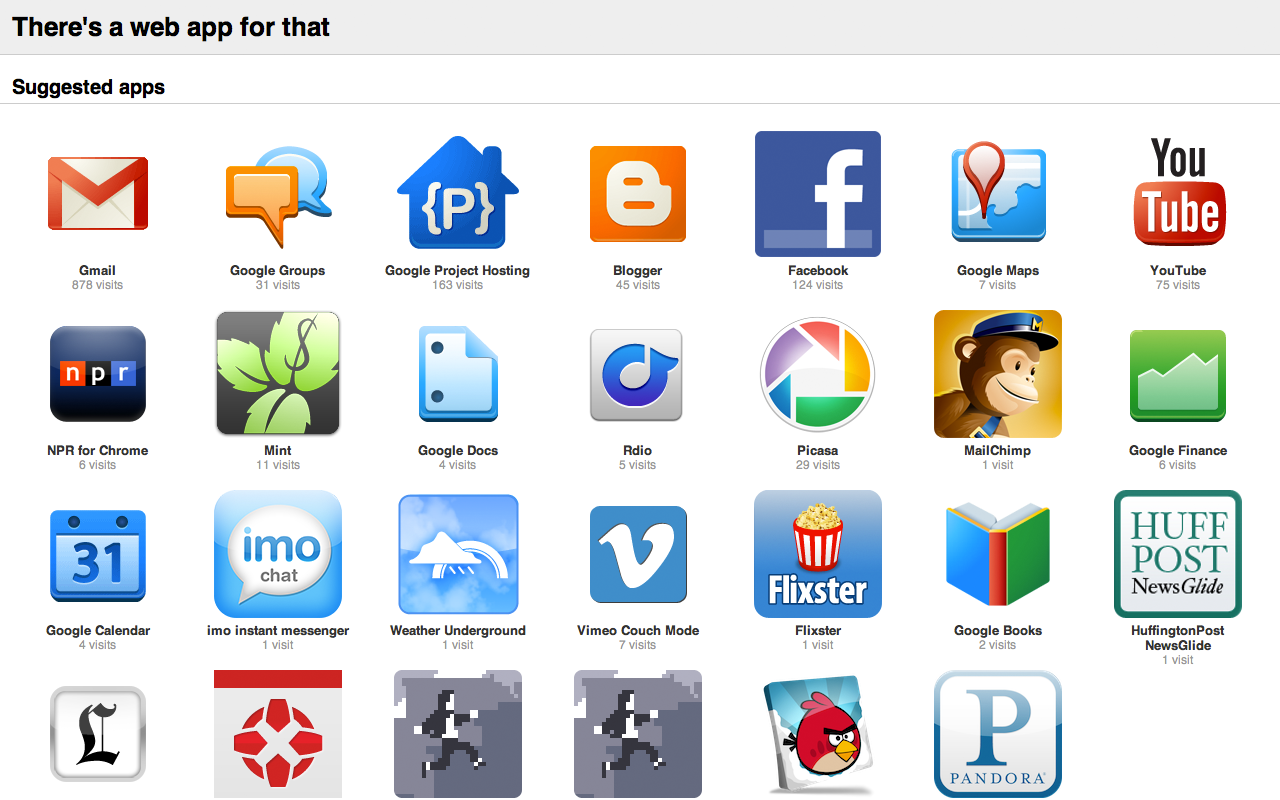 There's a web app for that
Suggested apps
{P}
f
You
Tube
Gmail
Google Groups
Google Project Hosting
Blogger
Facebook
Google Maps
YouTube
878 visits
31 visits
163 visits
45 visits
124 visits
7 visits
75 visits
n p r
M
NPR for Chrome
Mint
Google Docs
Rdio
Picasa
MailChimp
Google Finance
6 visits
11 visits
4 visits
5 visits
29 visits
1 visit
6 visits
31
imo
chat
Flixster
HUFF
POST
NewsGlide
Google Calendar
imo instant messenger
Weather Underground
Vimeo Couch Mode
Flixster
Google Books
HuffingtonPost
NewsGlide
4 visits
1 visit
1 visit
7 visits
1 visit
2 visits
1 visit
L
P
PANDORA